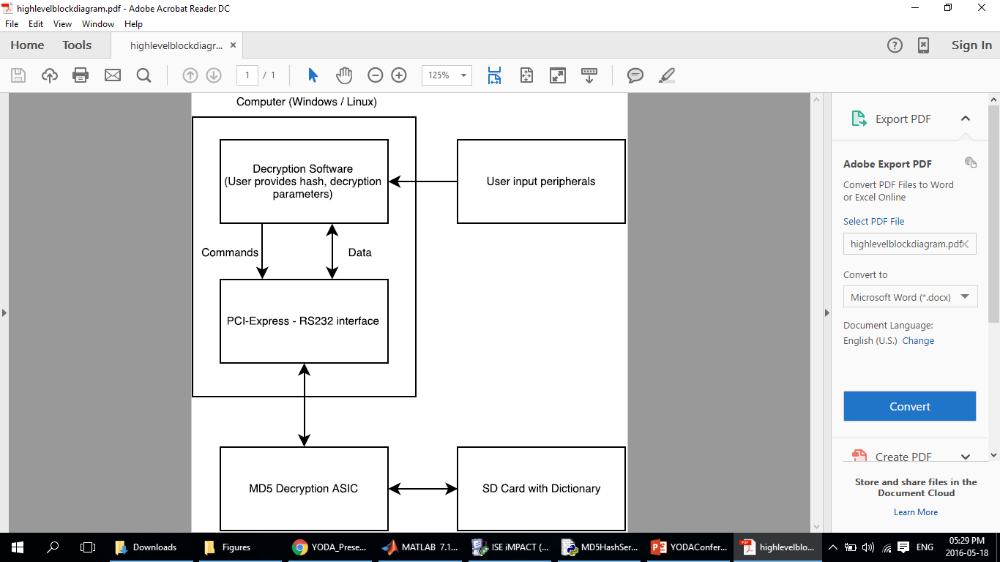 highlevelblockdiagram.pdf - Adobe Acrobat Reader DC
File Edit View Window Help
Home Tools highlevelblockdiagr... ×
? Sign In
1 / 1 125%
Computer (Windows / Linux)
Decryption Software
(User provides hash, decryption
parameters)
User input peripherals
Commands
Data
PCI-Express - RS232 interface
MD5 Decryption ASIC
SD Card with Dictionary
Export PDF
Adobe Export PDF
Convert PDF Files to Word
or Excel Online
Select PDF File
highlevelblockdiagram.pdf
Convert to
Microsoft Word (*.docx)
Document Language:
English (U.S.) Change
Convert
Create PDF
Store and share files in the
Document Cloud
Learn More
Downloads
Figures
YODA_Prese...
MATLAB 7.1...
ISE iMPACT (...
MD5HashSer...
YODAConfer...
highlevelblo...
ENG
05:29 PM
2016-05-18